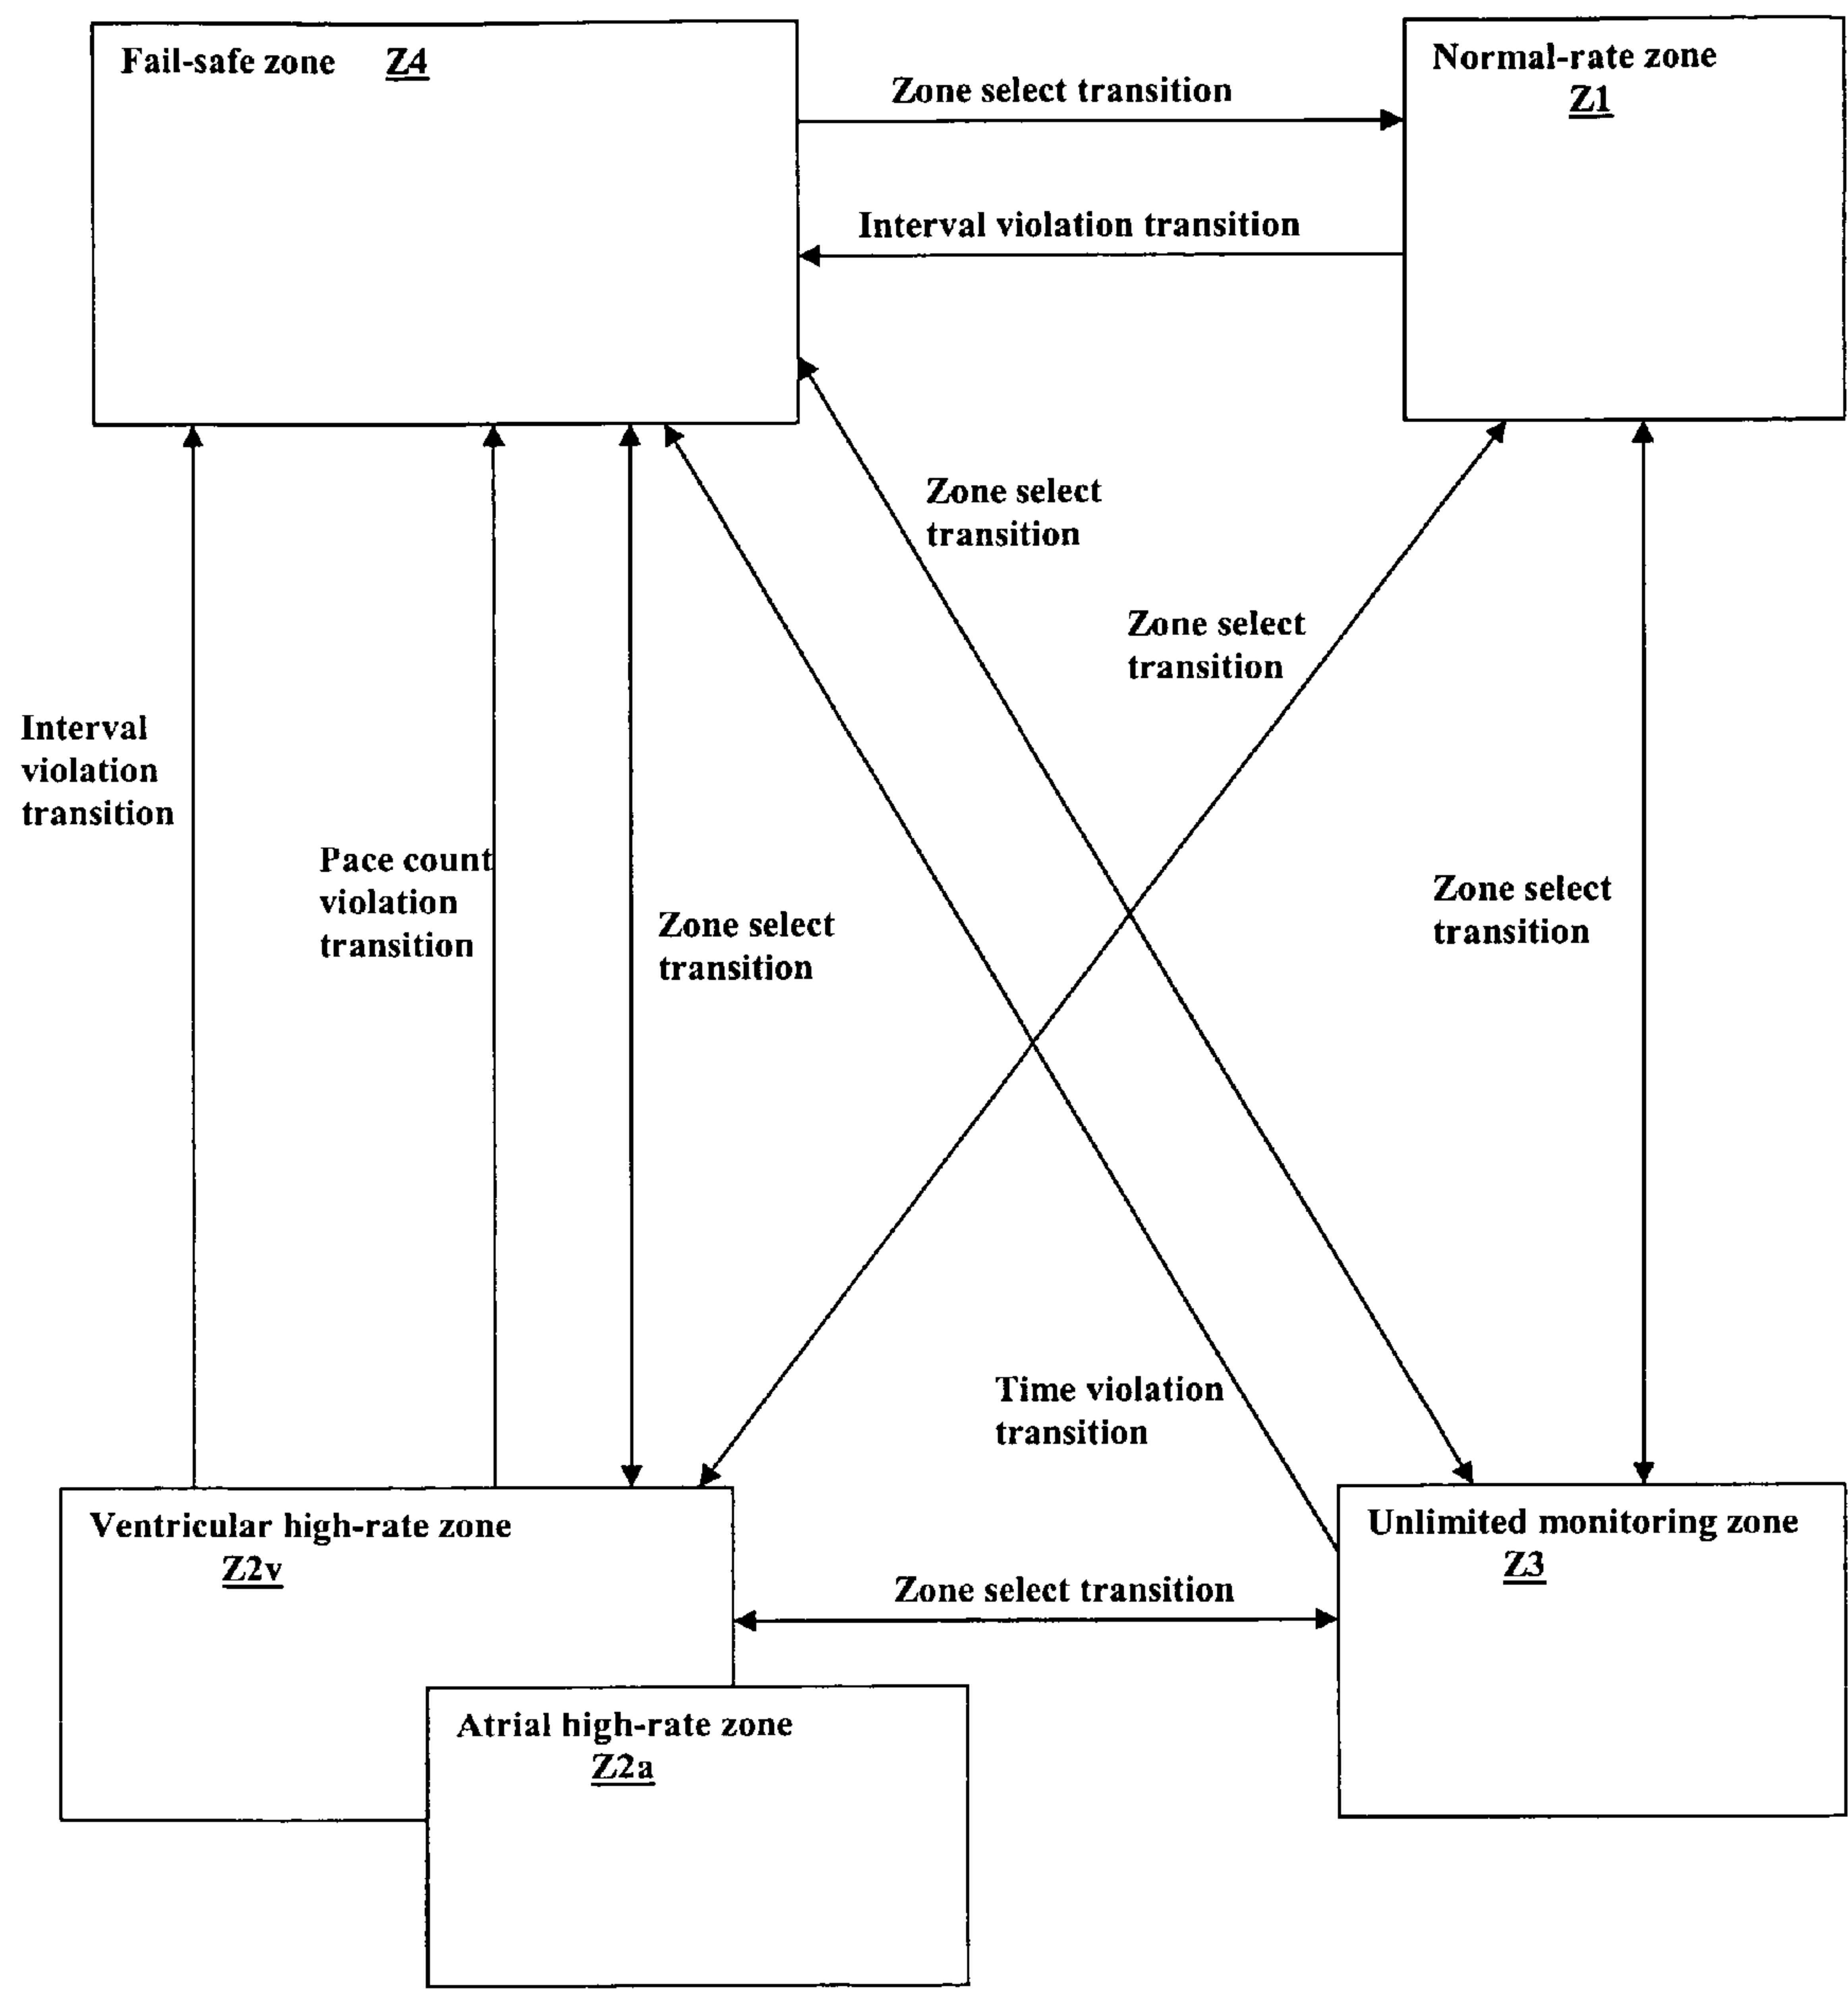 Fail-safe zone Z4
Normal-rate zone
Z1
Zone select transition
Interval violation transition
Zone select
transition
Zone select
transition
Interval
violation
transition
Pace count
violation
transition
Zone select
transition
Zone select
transition
Time violation
transition
Ventricular high-rate zone
Z2v
Unlimited monitoring zone
Z3
Zone select transition
Atrial high-rate zone
Z2a